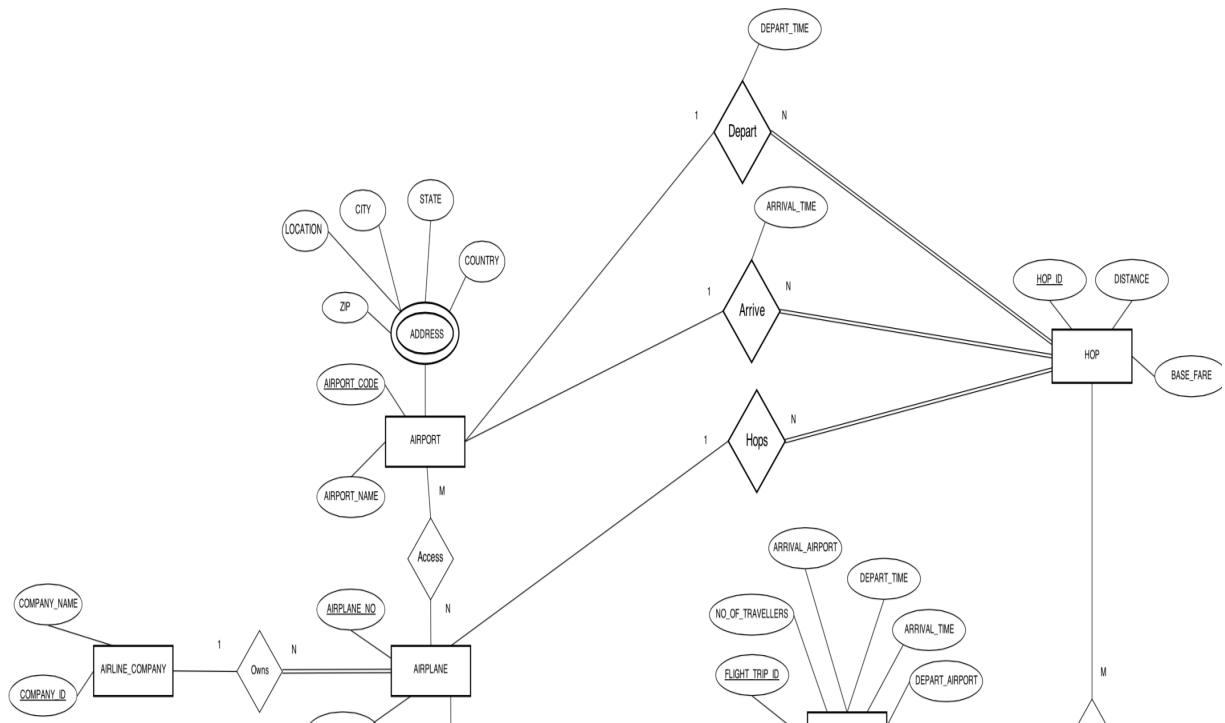 DEPART_TIME
1
N
Depart
STATE
CITY
LOCATION
COUNTRY
ZIP
ADDRESS
ARRIVAL_TIME
1
N
Arrive
HOP_ID
DISTANCE
HOP
BASE_FARE
AIRPORT_CODE
AIRPORT
AIRPORT_NAME
1
N
Hops
M
Access
N
ARRIVAL_AIRPORT
DEPART_TIME
NO_OF_TRAVELLERS
ARRIVAL_TIME
FLIGHT_TRIP_ID
DEPART_AIRPORT
M
COMPANY_NAME
AIRPLANE_NO
AIRLINE_COMPANY
1
Owns
N
AIRPLANE
COMPANY_ID